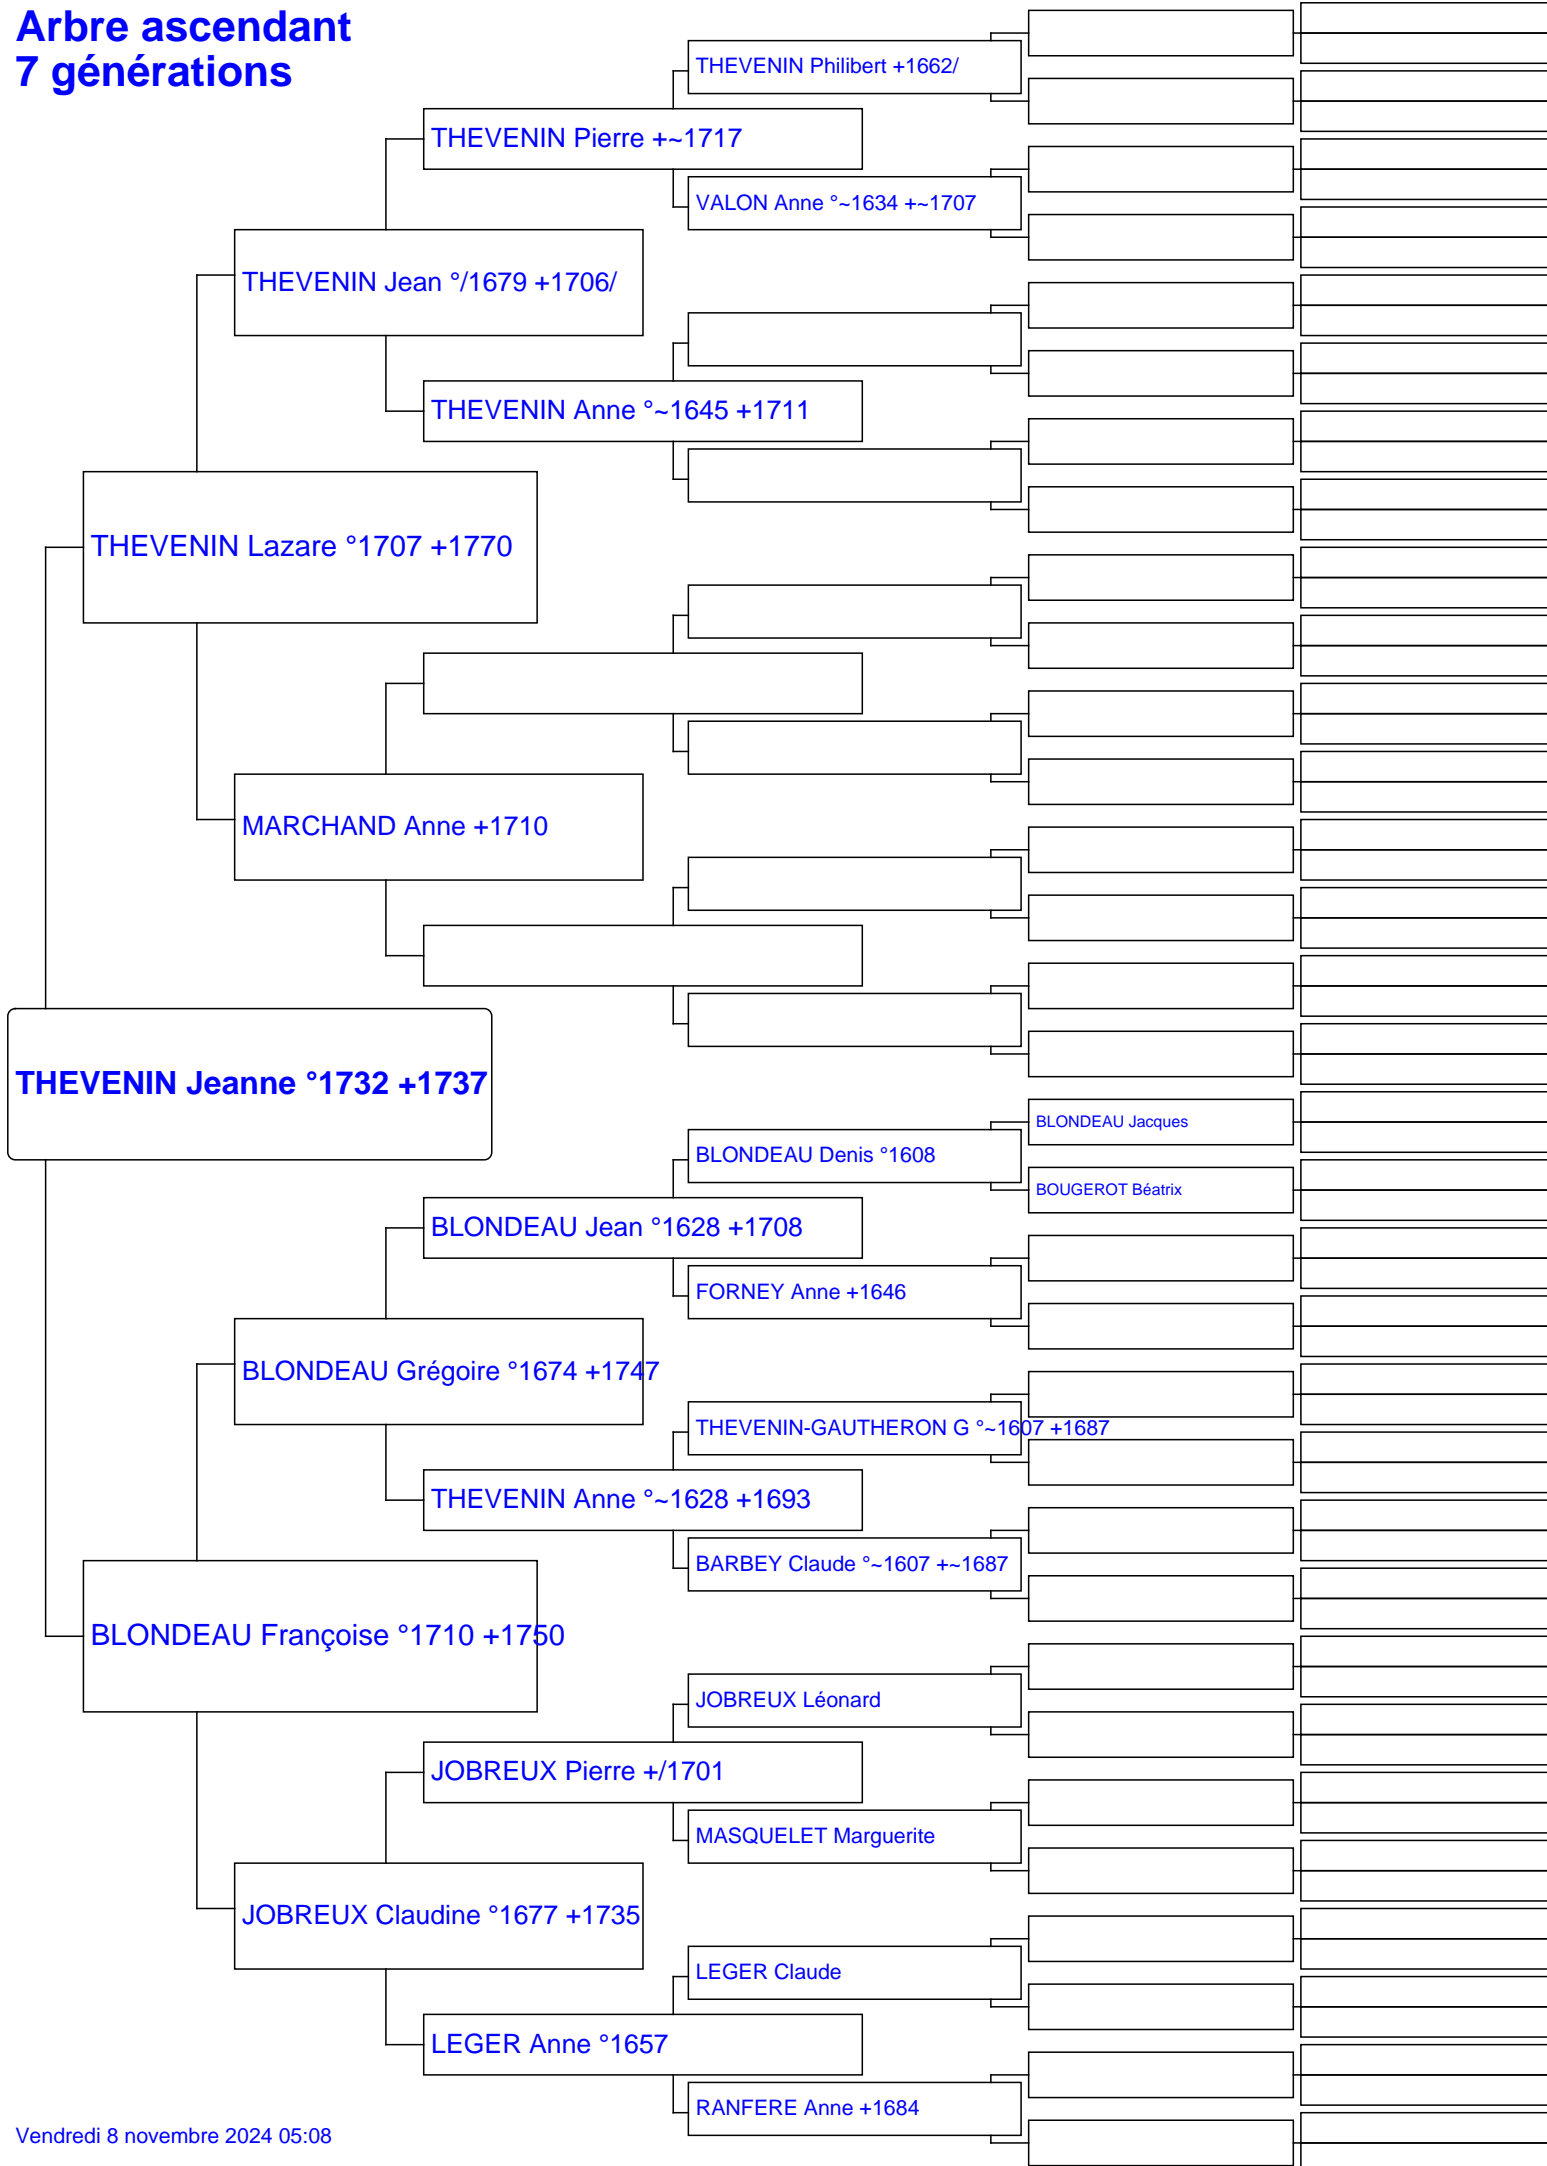 Arbre ascendant
7 générations
THEVENIN Philibert +1662/
THEVENIN Pierre +~1717
VALON Anne °~1634 +~1707
THEVENIN Jean °/1679 +1706/
THEVENIN Anne °~1645 +1711
THEVENIN Lazare °1707 +1770
MARCHAND Anne +1710
THEVENIN Jeanne °1732 +1737
BLONDEAU Jacques
BLONDEAU Denis °1608
BOUGEROT Béatrix
BLONDEAU Jean °1628 +1708
FORNEY Anne +1646
BLONDEAU Grégoire °1674 +1747
THEVENIN-GAUTHERON G °~1607 +1687
THEVENIN Anne °~1628 +1693
BARBEY Claude °~1607 +~1687
BLONDEAU Françoise °1710 +1750
JOBREUX Léonard
JOBREUX Pierre +/1701
MASQUELET Marguerite
JOBREUX Claudine °1677 +1735
LEGER Claude
LEGER Anne °1657
RANFERE Anne +1684
Vendredi 8 novembre 2024 05:08